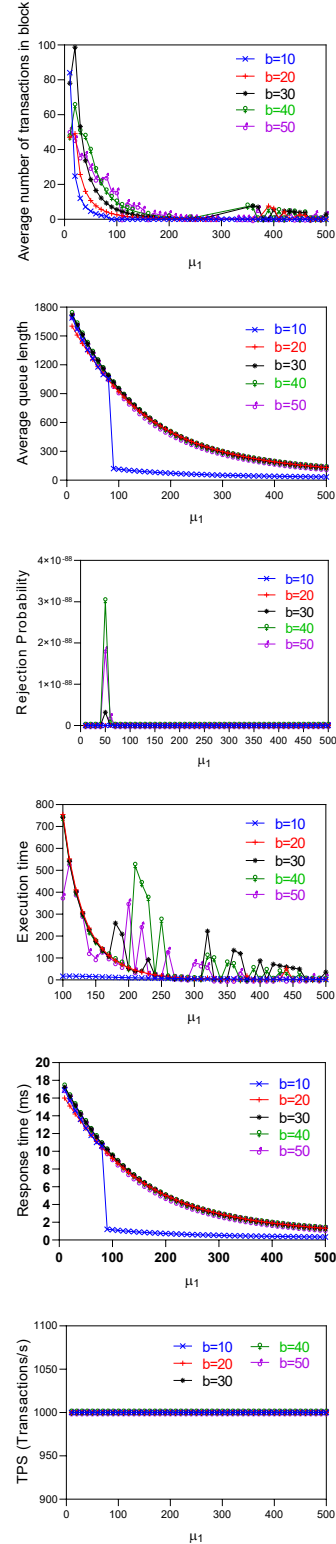 Average number of transactions in block
100
80
60
40
20
0
0 100 200 300 400 500
μ1
b=10
b=20
b=30
b=40
b=50
Average queue length
1800
1500
1200
900
600
300
0
0 100 200 300 400 500
μ1
b=10
b=20
b=30
b=40
b=50
Rejection Probability
4×10-88
3×10-88
2×10-88
1×10-88
0
0 50 100 150 200 250 300 350 400 450 500
μ1
b=10
b=20
b=30
b=40
b=50
Execution time
800
700
600
500
400
300
200
100
0
100 150 200 250 300 350 400 450 500
μ1
b=10
b=20
b=30
b=40
b=50
Response time (ms)
20
18
16
14
12
10
8
6
4
2
0
0 100 200 300 400 500
μ1
b=10
b=20
b=30
b=40
b=50
TPS (Transactions/s)
1100
1050
1000
950
900
0 100 200 300 400 500
μ1
b=10 b=40
b=20 b=50
b=30